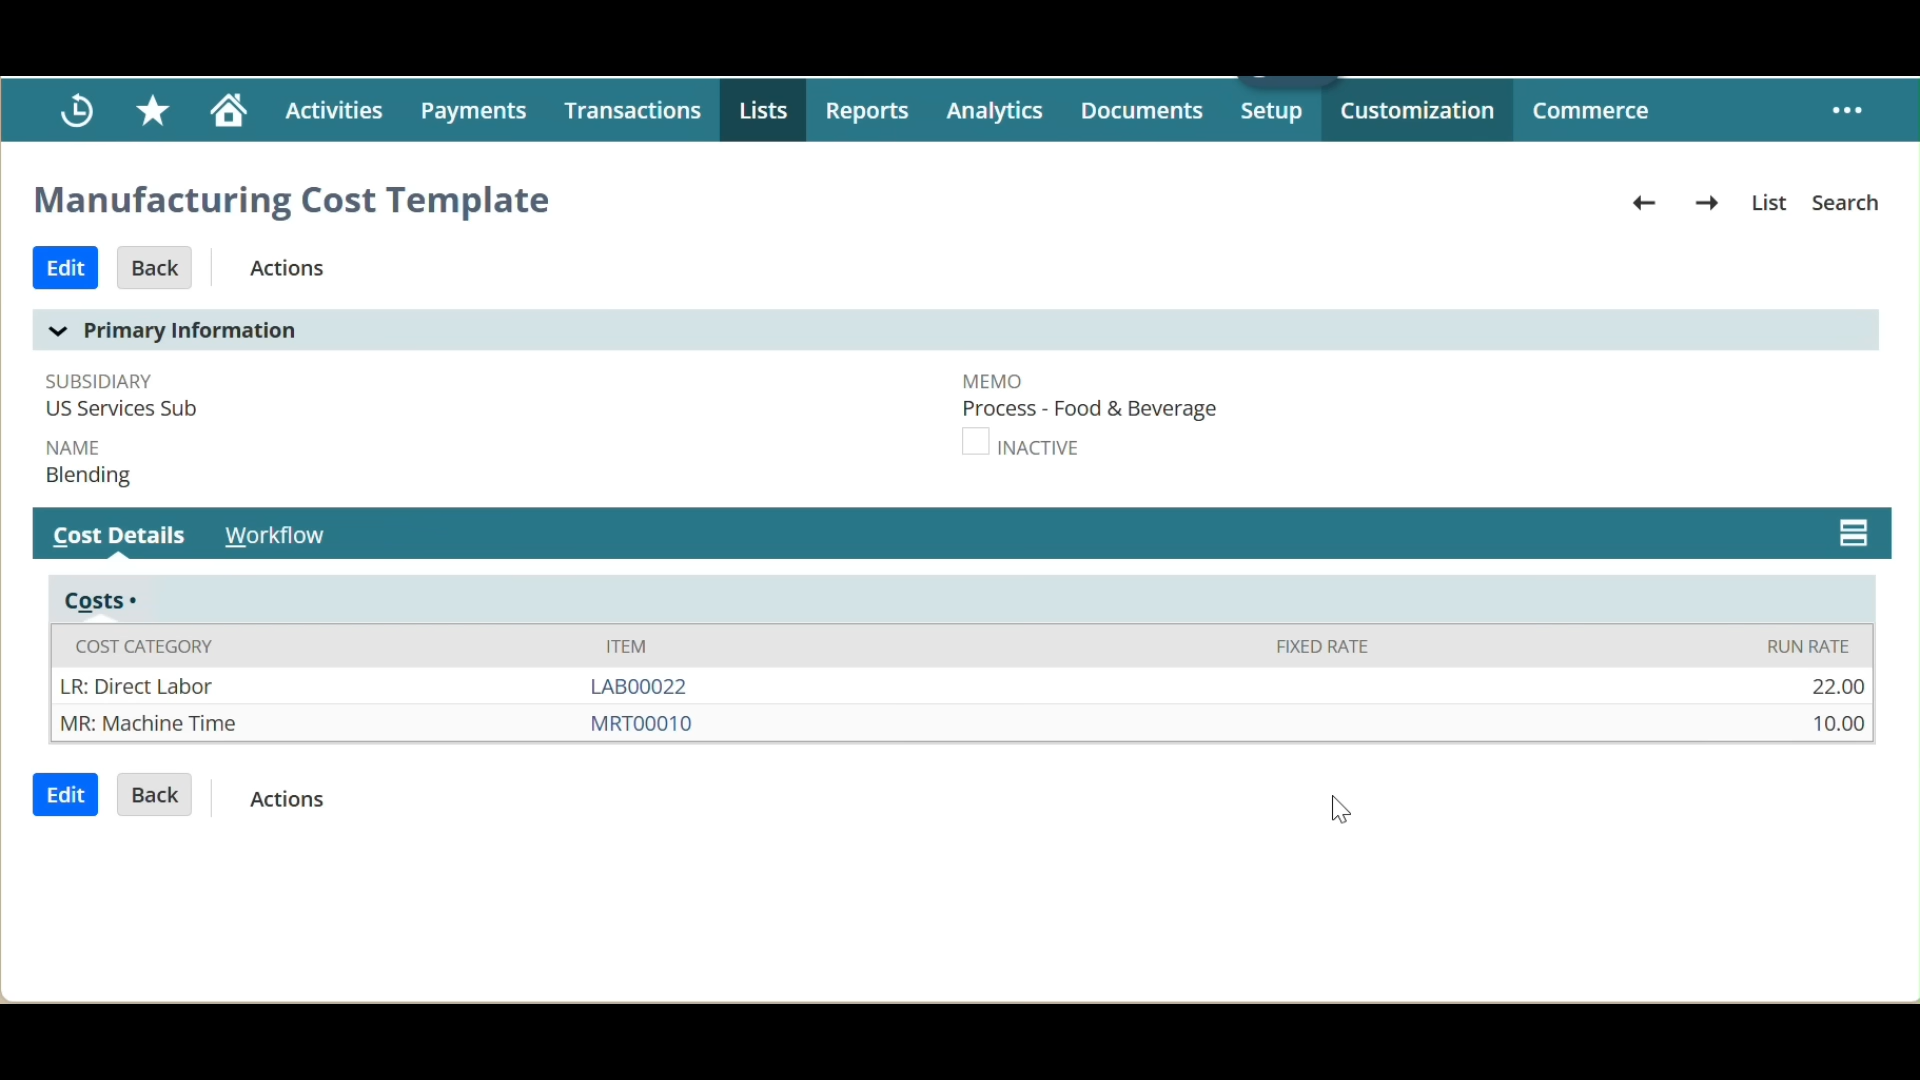 Activities Payments Transactions Lists Reports Analytics Documents Setup Customization Commerce
Manufacturing Cost Template
List Search
Edit Back Actions
Primary Information
SUBSIDIARY
US Services Sub
NAME
Blending
MEMO
Process - Food & Beverage
INACTIVE
Cost Details Workflow
Costs •
COST CATEGORY ITEM FIXED RATE RUN RATE
LR: Direct Labor LAB00022 22.00
MR: Machine Time MRT00010 10.00
Edit Back Actions